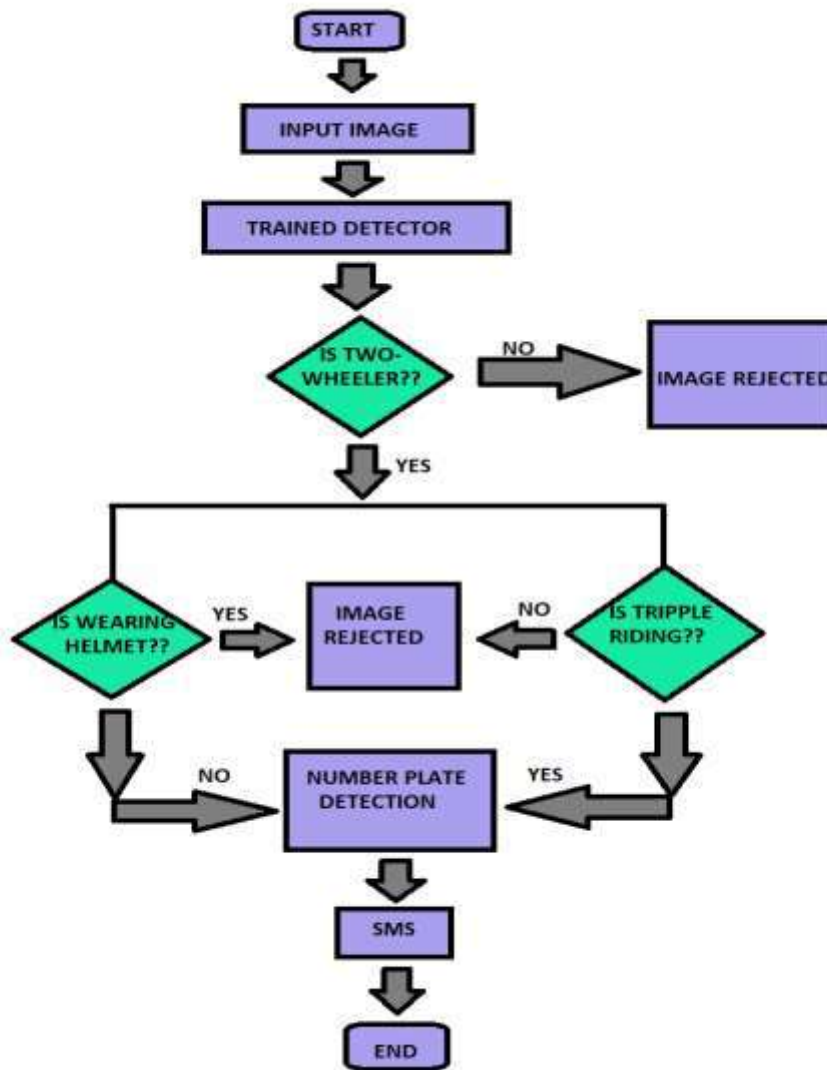 START
INPUT IMAGE
TRAINED DETECTOR
IS TWO-
WHEELER??
NO
IMAGE REJECTED
YES
IS WEARING
HELMET??
YES
IMAGE
REJECTED
NO
IS TRIPPLE
RIDING??
NO
NUMBER PLATE
DETECTION
YES
SMS
END